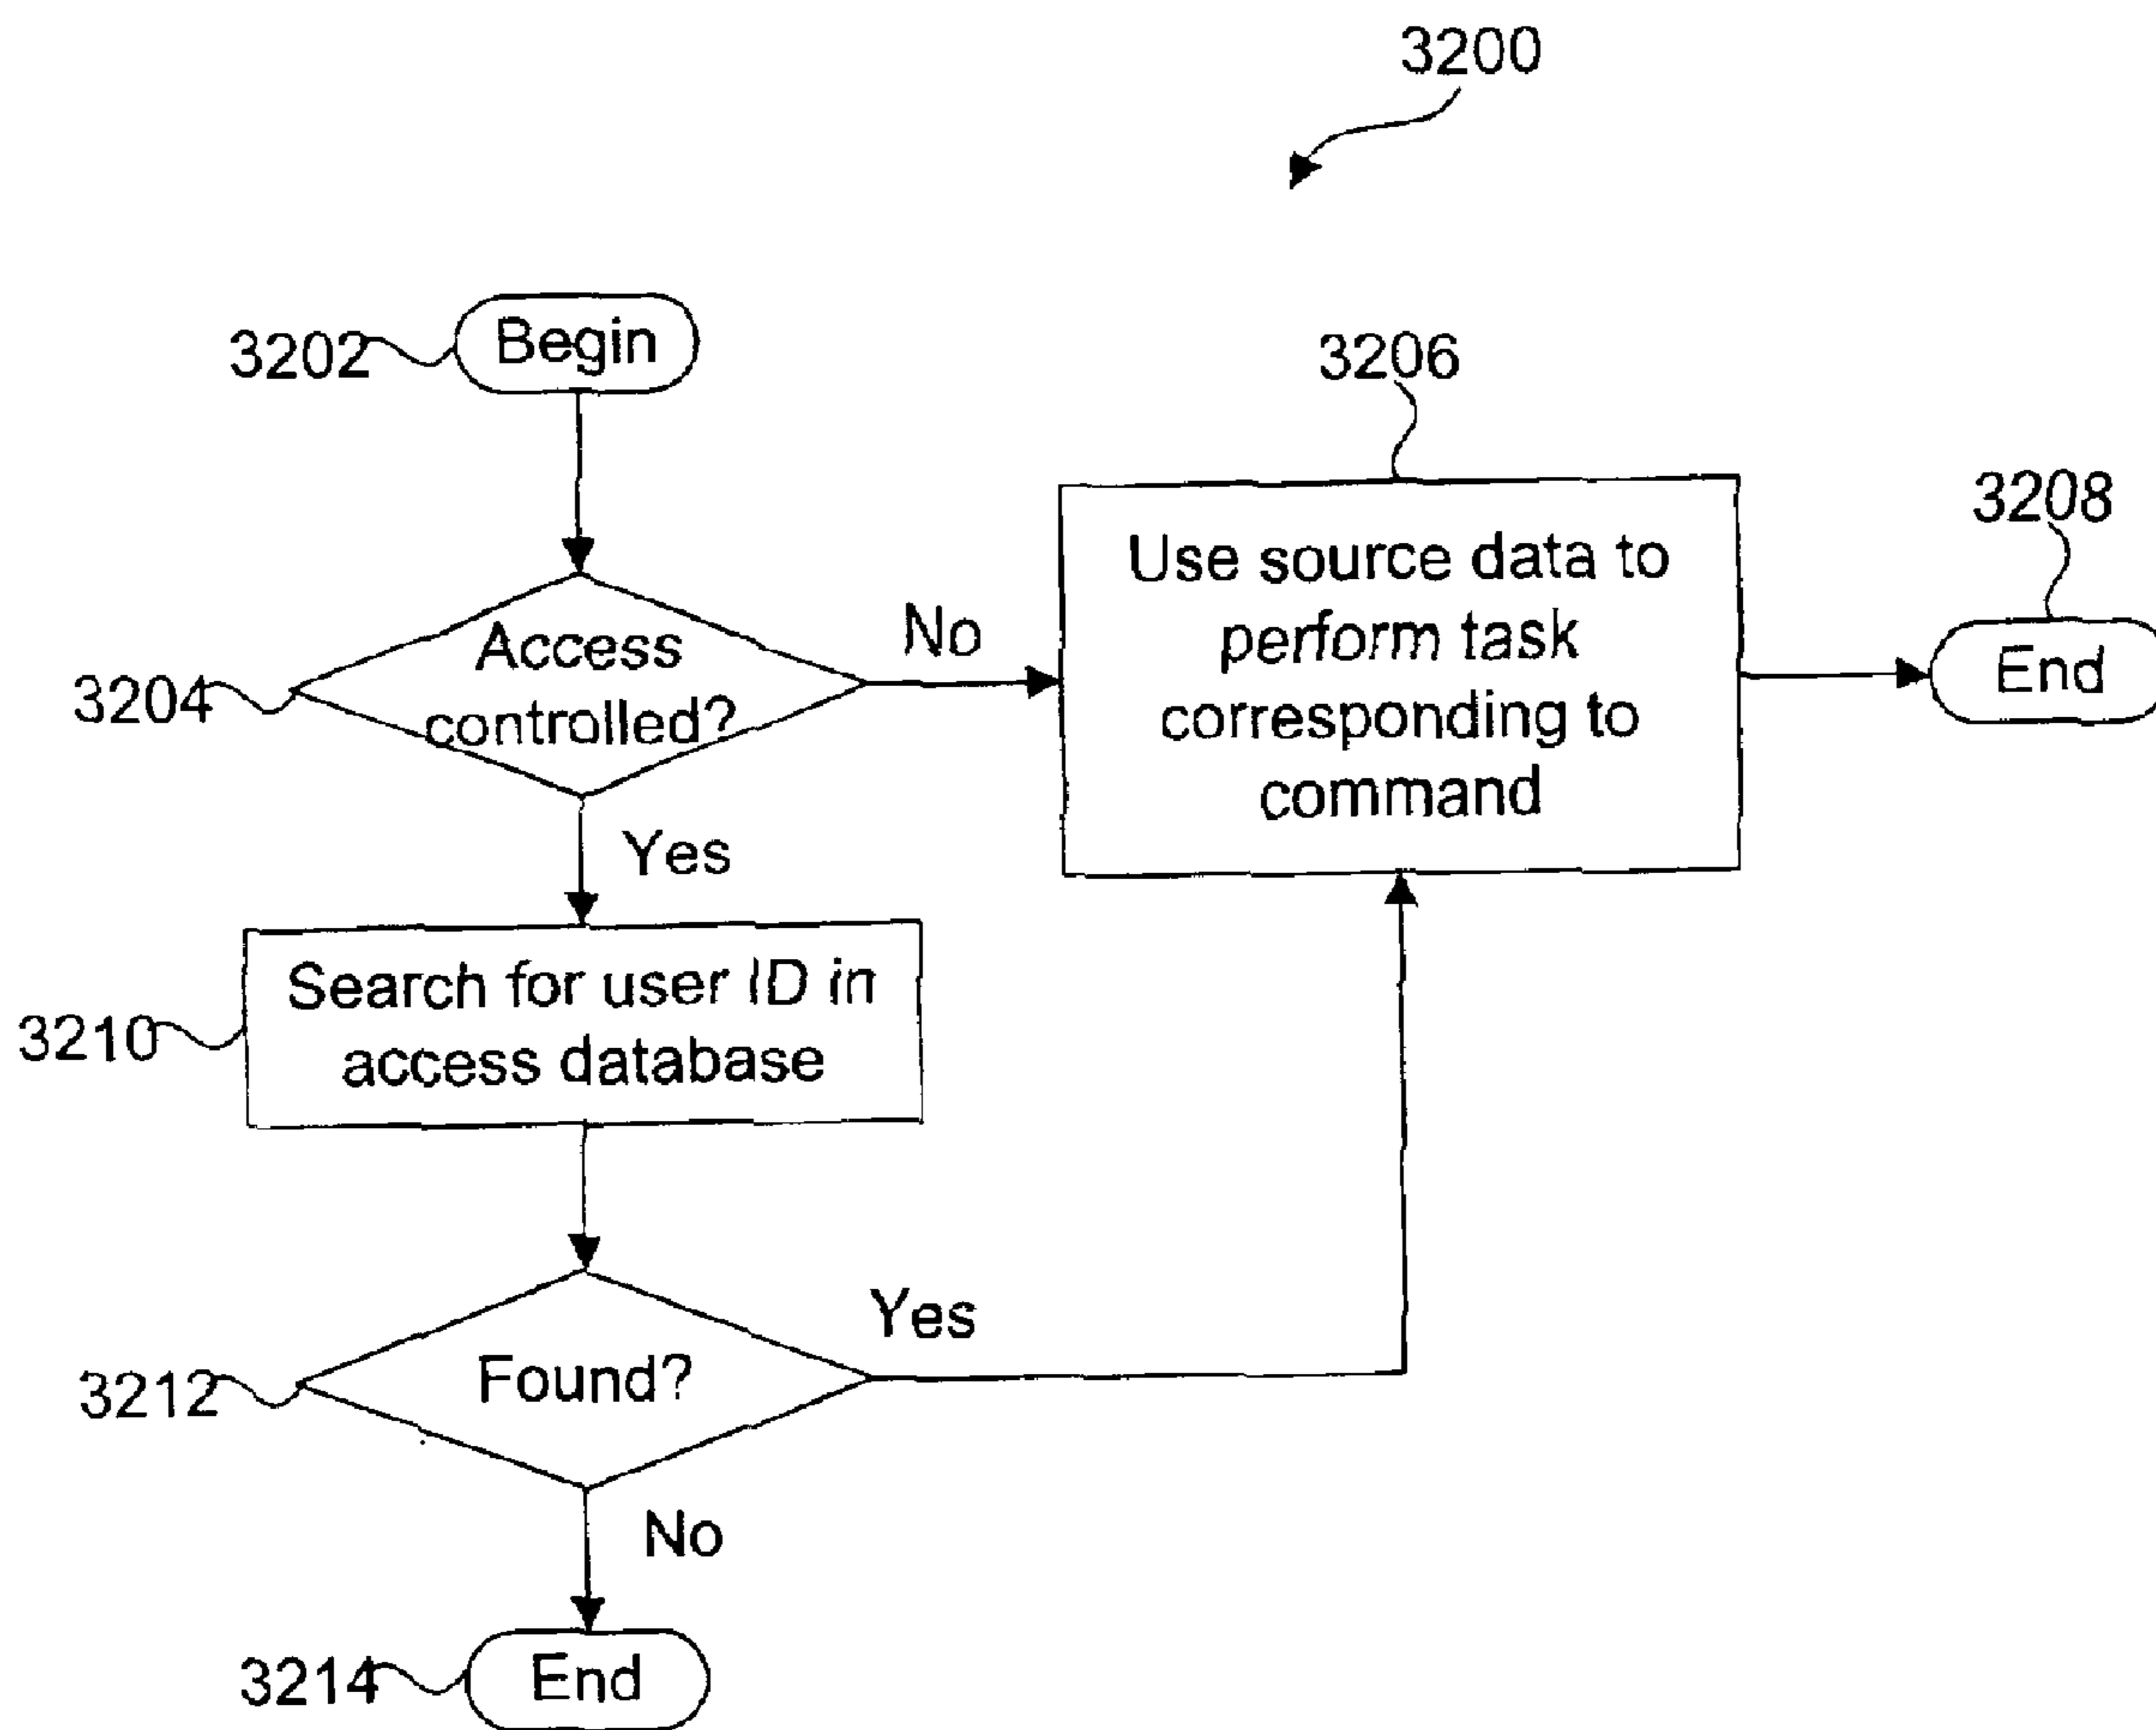 3200
3202
Begin
3206
3208
Use source data to
perform task
corresponding to
command
End
3204
Access
controlled?
No
Yes
3210
Search for user ID in
access database
3212
Found?
Yes
No
3214
End